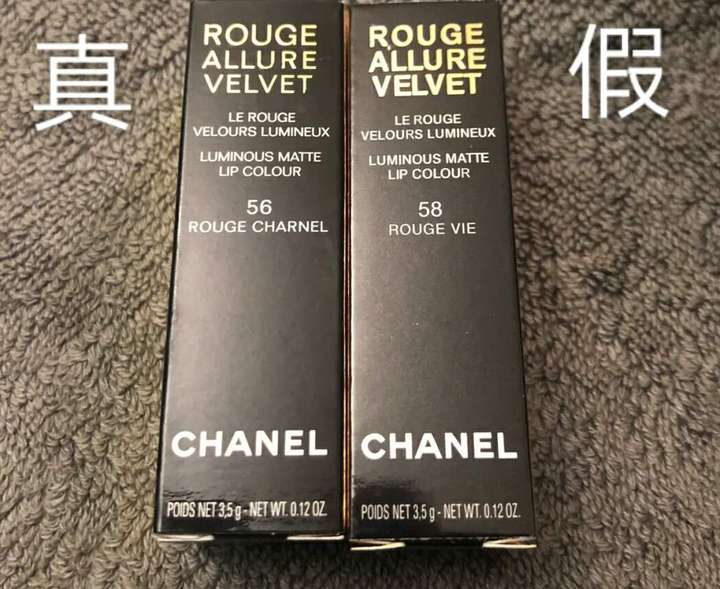 真
ROUGE
ALLURE
VELVET
LE ROUGE
VELOURS LUMINEUX
LUMINOUS MATTE
LIP COLOUR
56
ROUGE CHARNEL
CHANEL
POIDS NET 3,5 g - NET WT. 0.12 OZ.
假
ROUGE
ALLURE
VELVET
LE ROUGE
VELOURS LUMINEUX
LUMINOUS MATTE
LIP COLOUR
58
ROUGE VIE
CHANEL
POIDS NET 3,5 g - NET WT. 0.12 OZ.